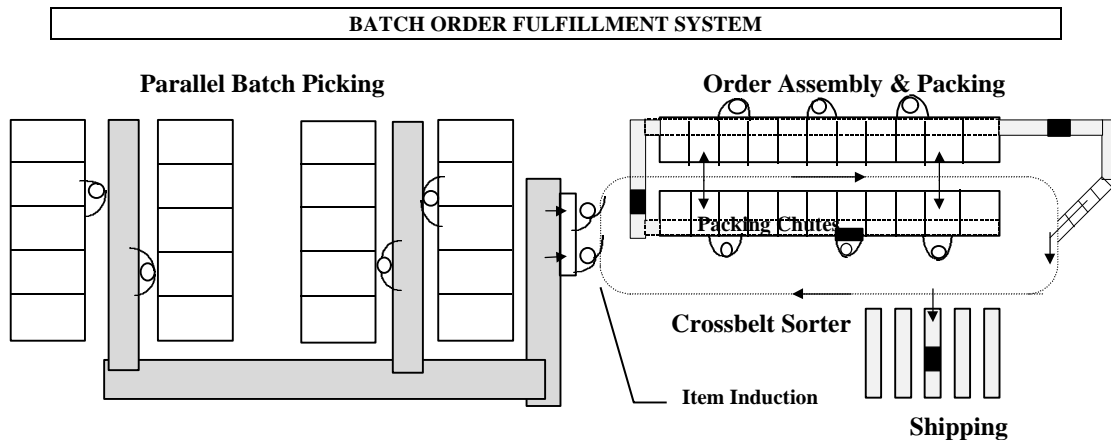 BATCH ORDER FULFILLMENT SYSTEM
Parallel Batch Picking
Order Assembly & Packing
Packing Chutes
Crossbelt Sorter
Item Induction
Shipping